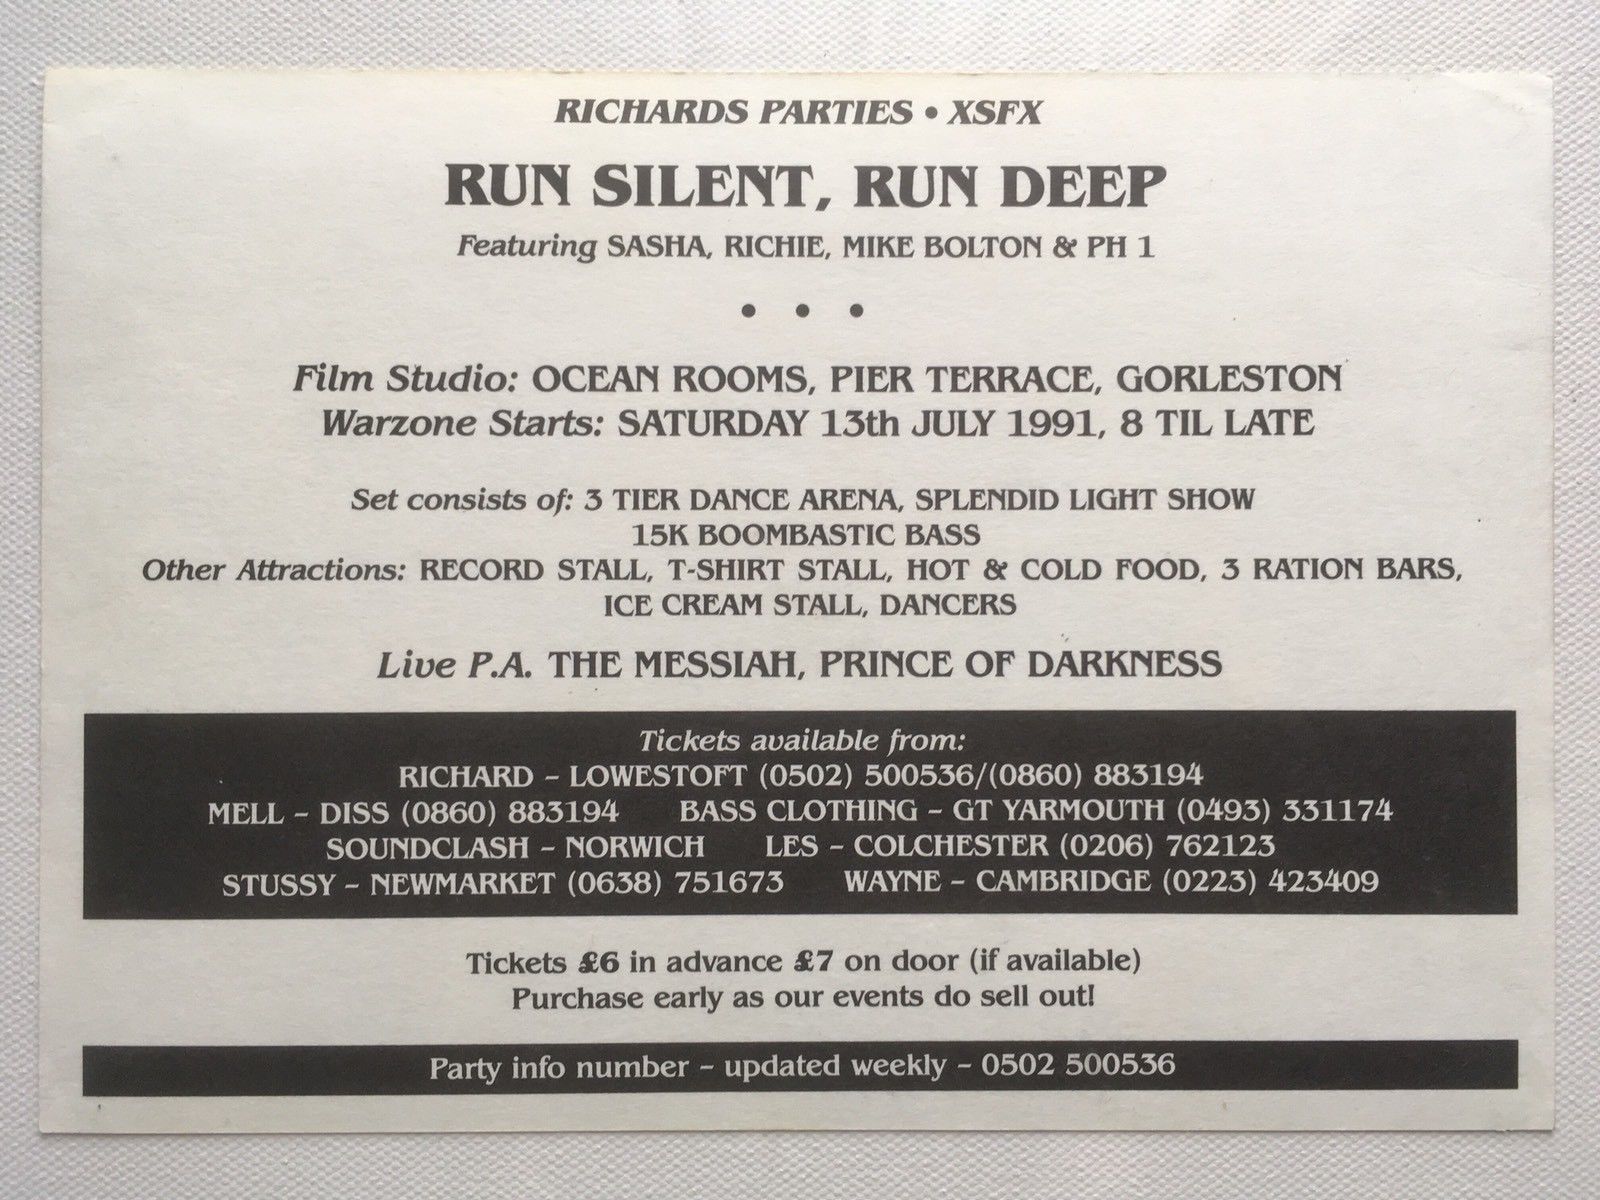 RICHARDS PARTIES • XSFX
RUN SILENT, RUN DEEP
Featuring SASHA, RICHIE, MIKE BOLTON & PH 1
• • •
Film Studio: OCEAN ROOMS, PIER TERRACE, GORLESTON
Warzone Starts: SATURDAY 13th JULY 1991, 8 TIL LATE
Set consists of: 3 TIER DANCE ARENA, SPLENDID LIGHT SHOW
15K BOOMBASTIC BASS
Other Attractions: RECORD STALL, T-SHIRT STALL, HOT & COLD FOOD, 3 RATION BARS,
ICE CREAM STALL, DANCERS
Live P.A. THE MESSIAH, PRINCE OF DARKNESS
Tickets available from:
RICHARD – LOWESTOFT (0502) 500536/(0860) 883194
MELL – DISS (0860) 883194 BASS CLOTHING – GT YARMOUTH (0493) 331174
SOUNDCLASH – NORWICH LES – COLCHESTER (0206) 762123
STUSSY – NEWMARKET (0638) 751673 WAYNE – CAMBRIDGE (0223) 423409
Tickets £6 in advance £7 on door (if available)
Purchase early as our events do sell out!
Party info number – updated weekly – 0502 500536